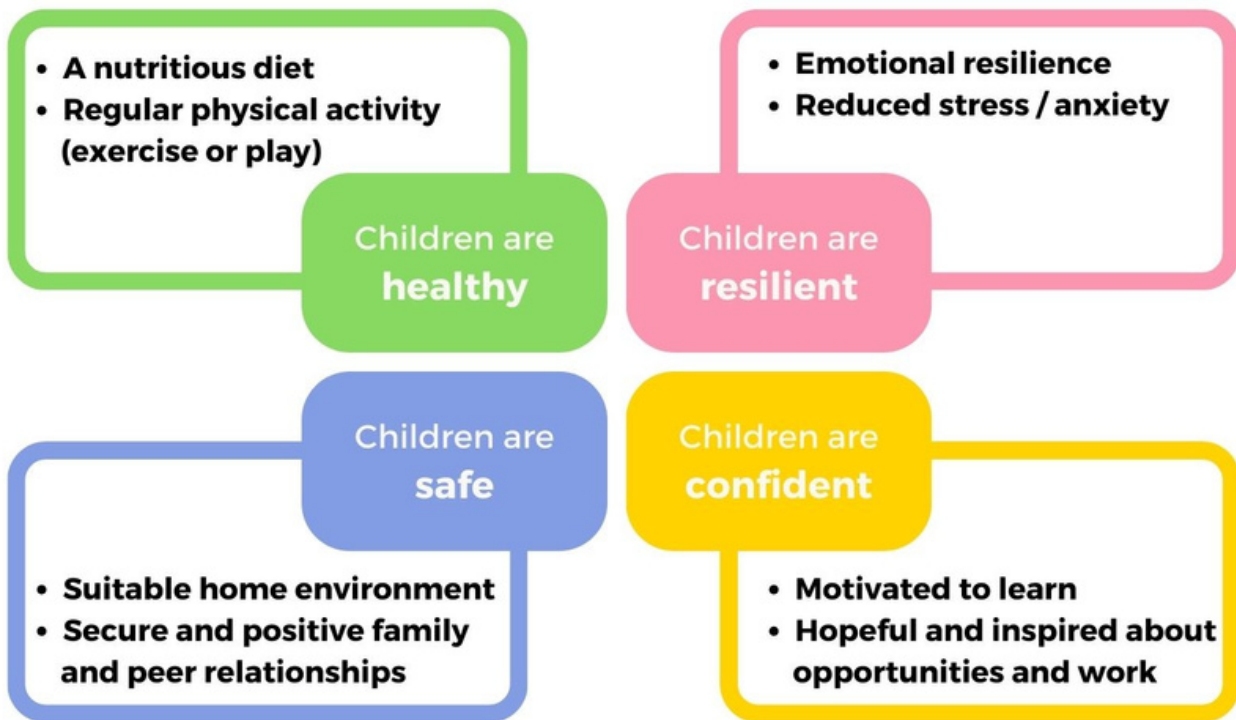 • A nutritious diet
• Regular physical activity
(exercise or play)
Children are
healthy
• Emotional resilience
• Reduced stress / anxiety
Children are
resilient
Children are
safe
• Suitable home environment
• Secure and positive family
and peer relationships
Children are
confident
• Motivated to learn
• Hopeful and inspired about
opportunities and work